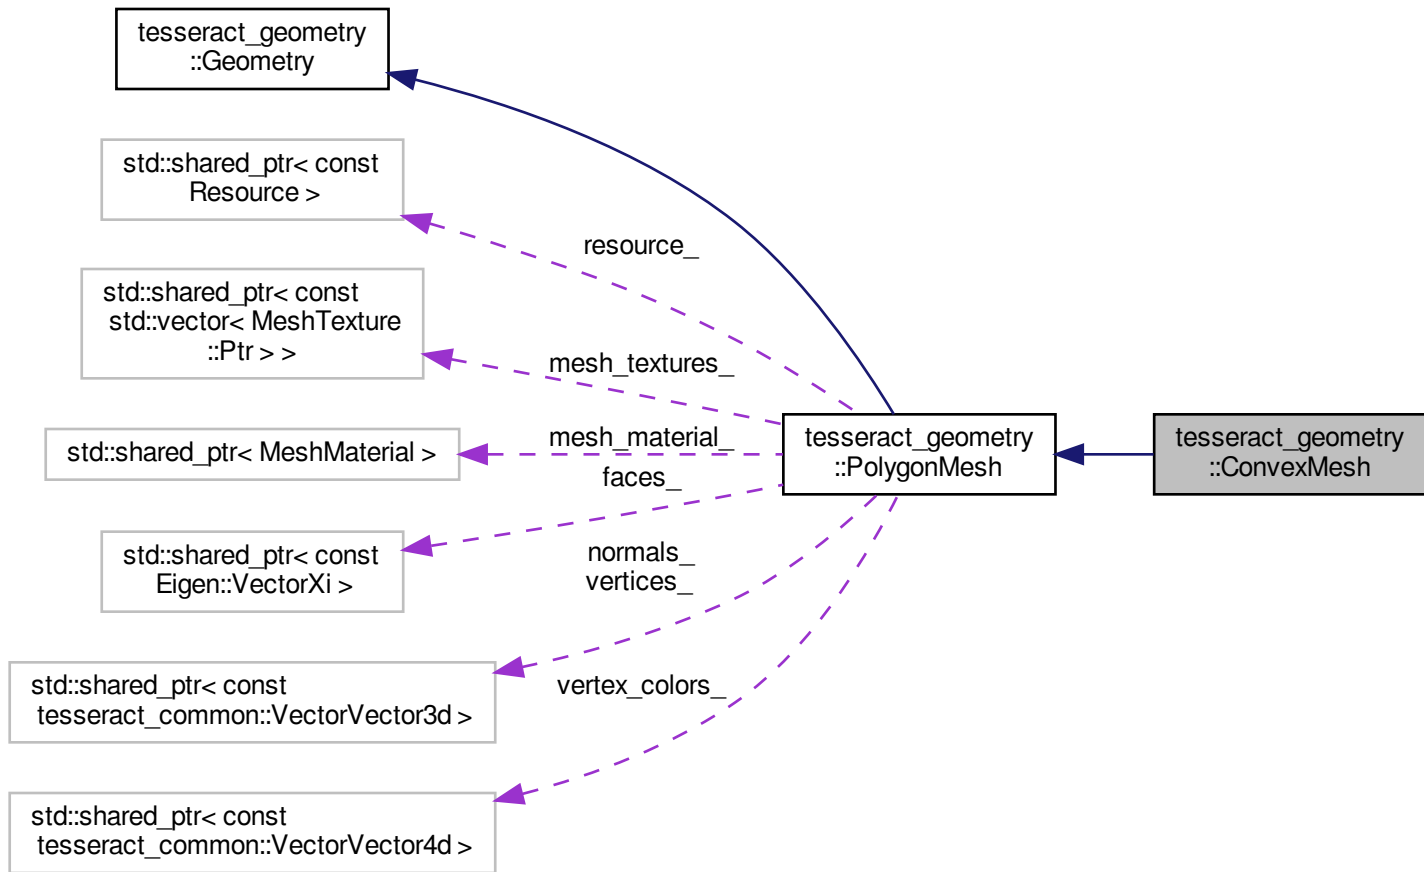 tesseract_geometry
::Geometry
std::shared_ptr< const
Resource >
resource_
std::shared_ptr< const
std::vector< MeshTexture
::Ptr > >
mesh_textures_
tesseract_geometry
::PolygonMesh
tesseract_geometry
::ConvexMesh
mesh_material_
std::shared_ptr< MeshMaterial >
faces_
std::shared_ptr< const
Eigen::VectorXi >
normals_
vertices_
std::shared_ptr< const
tesseract_common::VectorVector3d >
vertex_colors_
std::shared_ptr< const
tesseract_common::VectorVector4d >